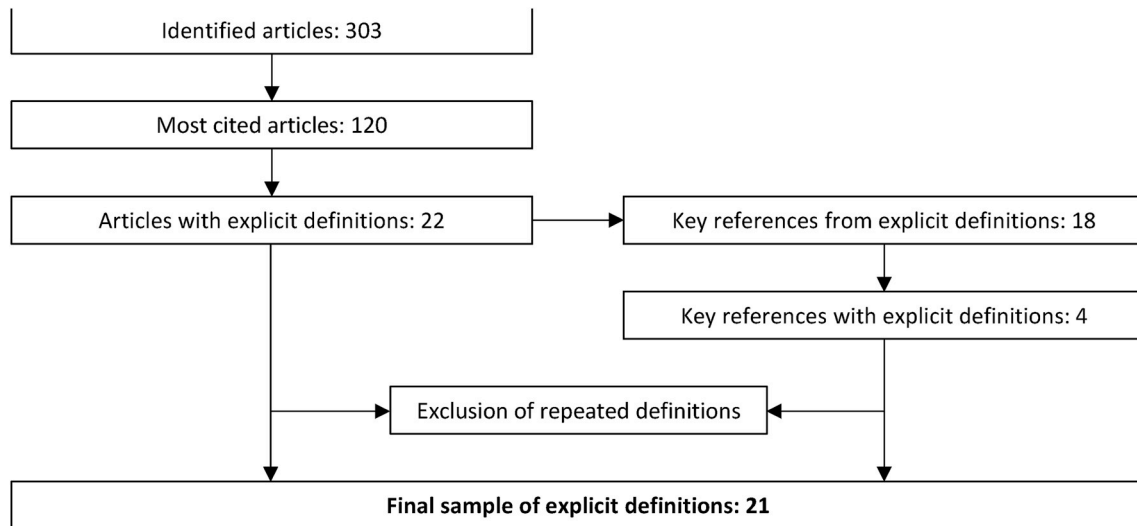 Identified articles: 303
Most cited articles: 120
Articles with explicit definitions: 22
Key references from explicit definitions: 18
Key references with explicit definitions: 4
Exclusion of repeated definitions
Final sample of explicit definitions: 21